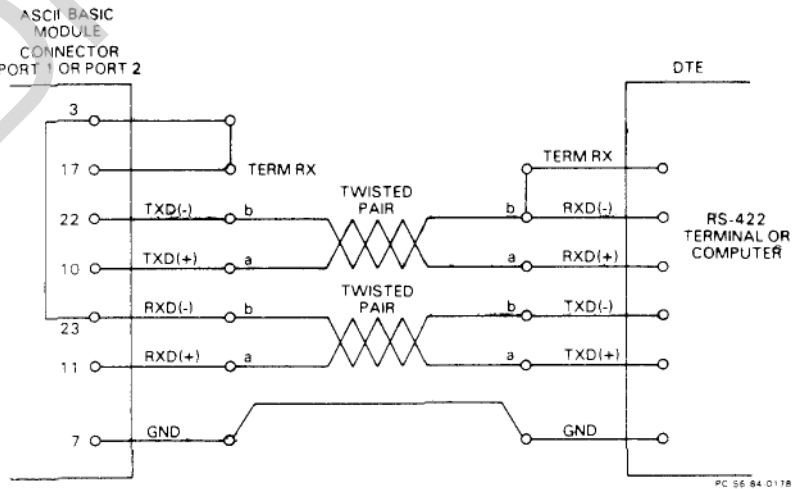 ASCII BASIC
MODULE
CONNECTOR
PORT 1 OR PORT 2
DTE
3
17
TERM RX
TERM RX
22
TXD(-)
b
TWISTED
PAIR
b
RXD(-)
RS-422
TERMINAL OR
COMPUTER
10
TXD(+)
a
a
RXD(+)
23
RXD(-)
b
TWISTED
PAIR
b
TXD(-)
11
RXD(+)
a
a
TXD(+)
7
GND
GND
PC S6 84 0178